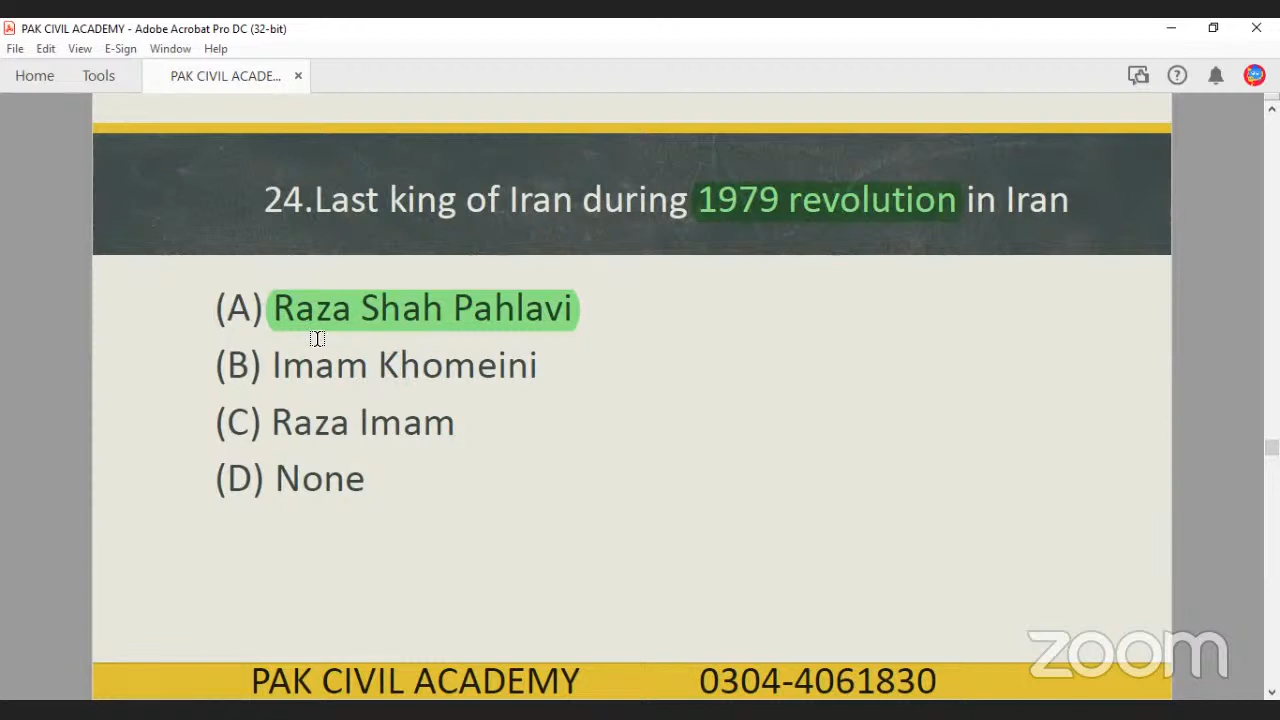 PAK CIVIL ACADEMY - Adobe Acrobat Pro DC (32-bit)
File Edit View E-Sign Window Help
Home Tools PAK CIVIL ACADE...
24.Last king of Iran during 1979 revolution in Iran
(A) Raza Shah Pahlavi
(B) Imam Khomeini
(C) Raza Imam
(D) None
zoom
PAK CIVIL ACADEMY 0304-4061830